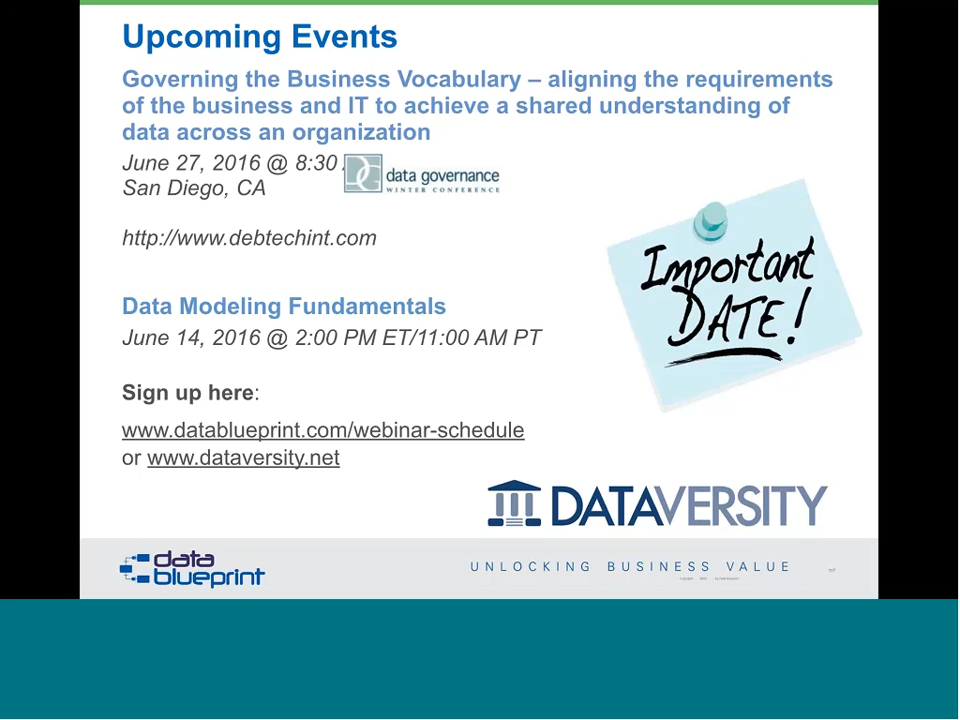 Upcoming Events
Governing the Business Vocabulary – aligning the requirements
of the business and IT to achieve a shared understanding of
data across an organization
June 27, 2016 @ 8:30
data governance
WINTER CONFERENCE
San Diego, CA
http://www.debtechint.com
Important
DATE!
Data Modeling Fundamentals
June 14, 2016 @ 2:00 PM ET/11:00 AM PT
Sign up here:
www.datablueprint.com/webinar-schedule
or www.dataversity.net
DATAVERSITY
data
blueprint
UNLOCKING BUSINESS VALUE